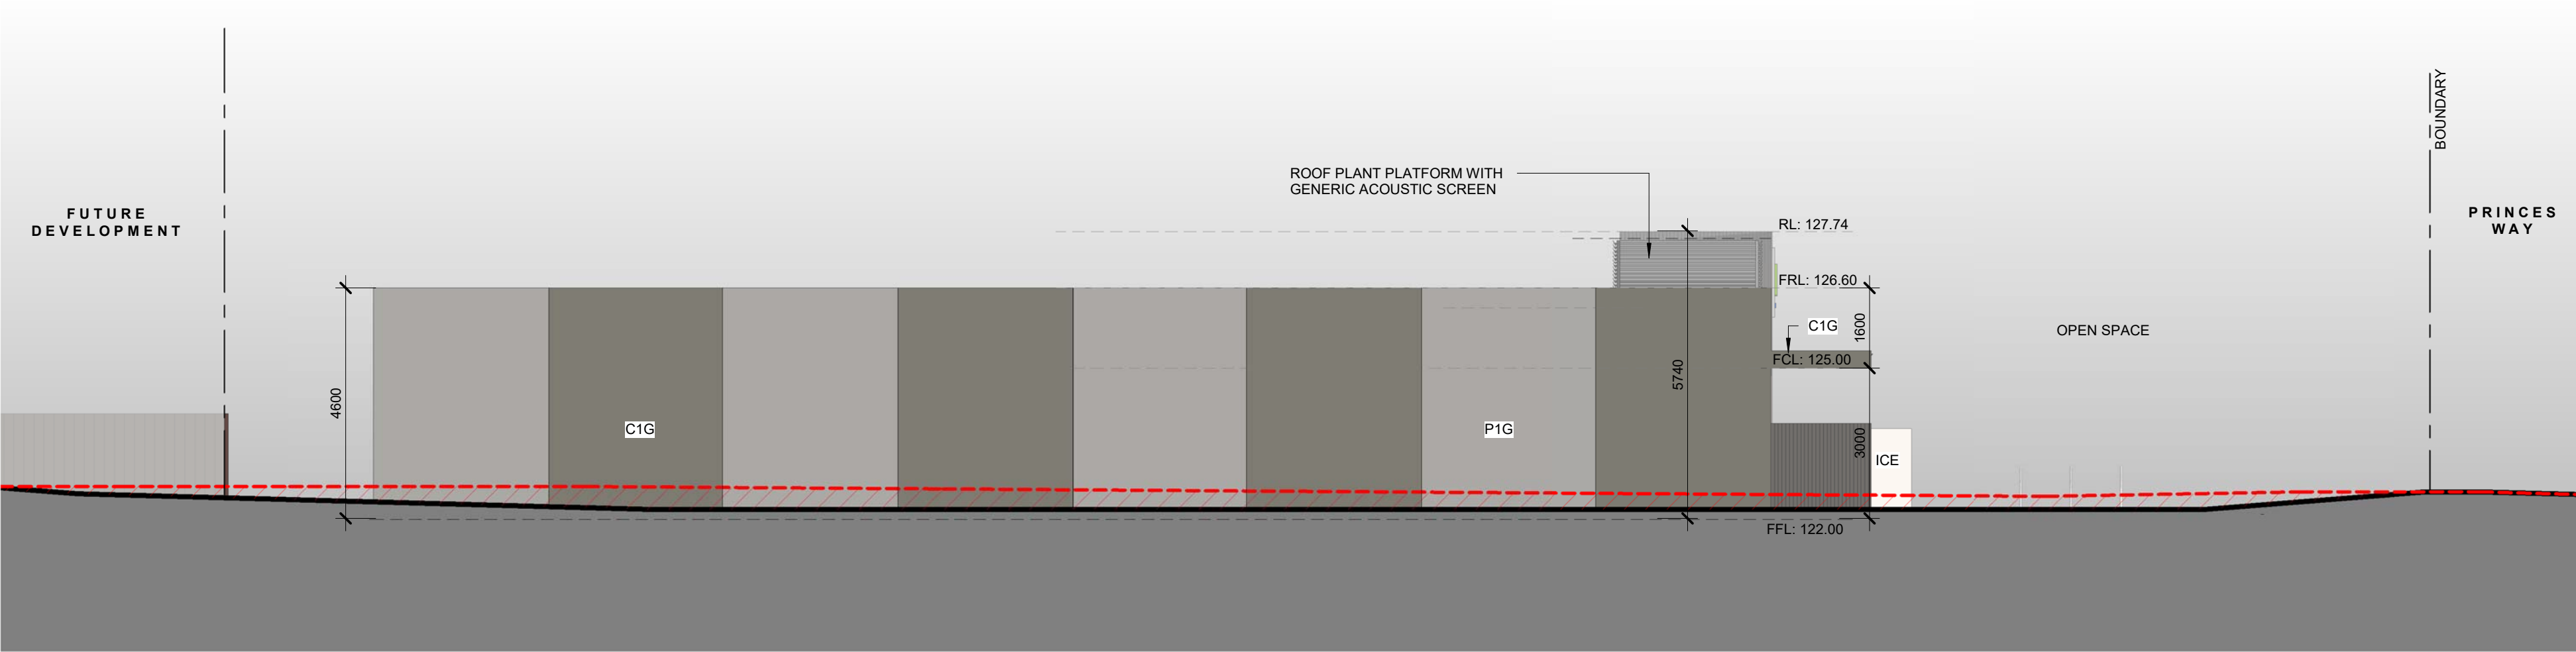 BOUNDARY
ROOF PLANT PLATFORM WITH
GENERIC ACOUSTIC SCREEN
FUTURE
DEVELOPMENT
PRINCES
WAY
RL: 127.74
FRL: 126.60
C1G
1600
OPEN SPACE
FCL: 125.00
5740
4600
C1G
P1G
3000
ICE
FFL: 122.00